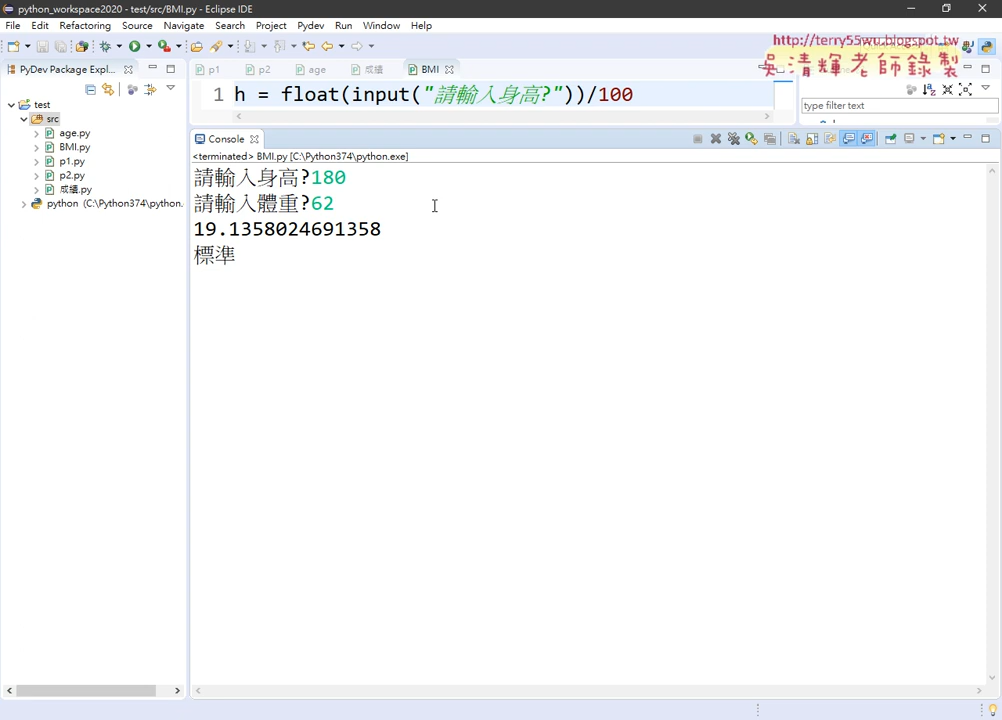 python_workspace2020 - test/src/BMI.py - Eclipse IDE
File Edit Refactoring Source Navigate Search Project Pydev Run Window Help
http://terry55wu.blogspot.tw
吳清輝老師錄製
PyDev Package Expl...
p1 p2 age 成績 BMI
1 h = float(input("請輸入身高?"))/100
type filter text
test
src
age.py
BMI.py
p1.py
p2.py
成績.py
python (C:\Python374\python.
Console
<terminated> BMI.py [C:\Python374\python.exe]
請輸入身高?180
請輸入體重?62
19.1358024691358
標準